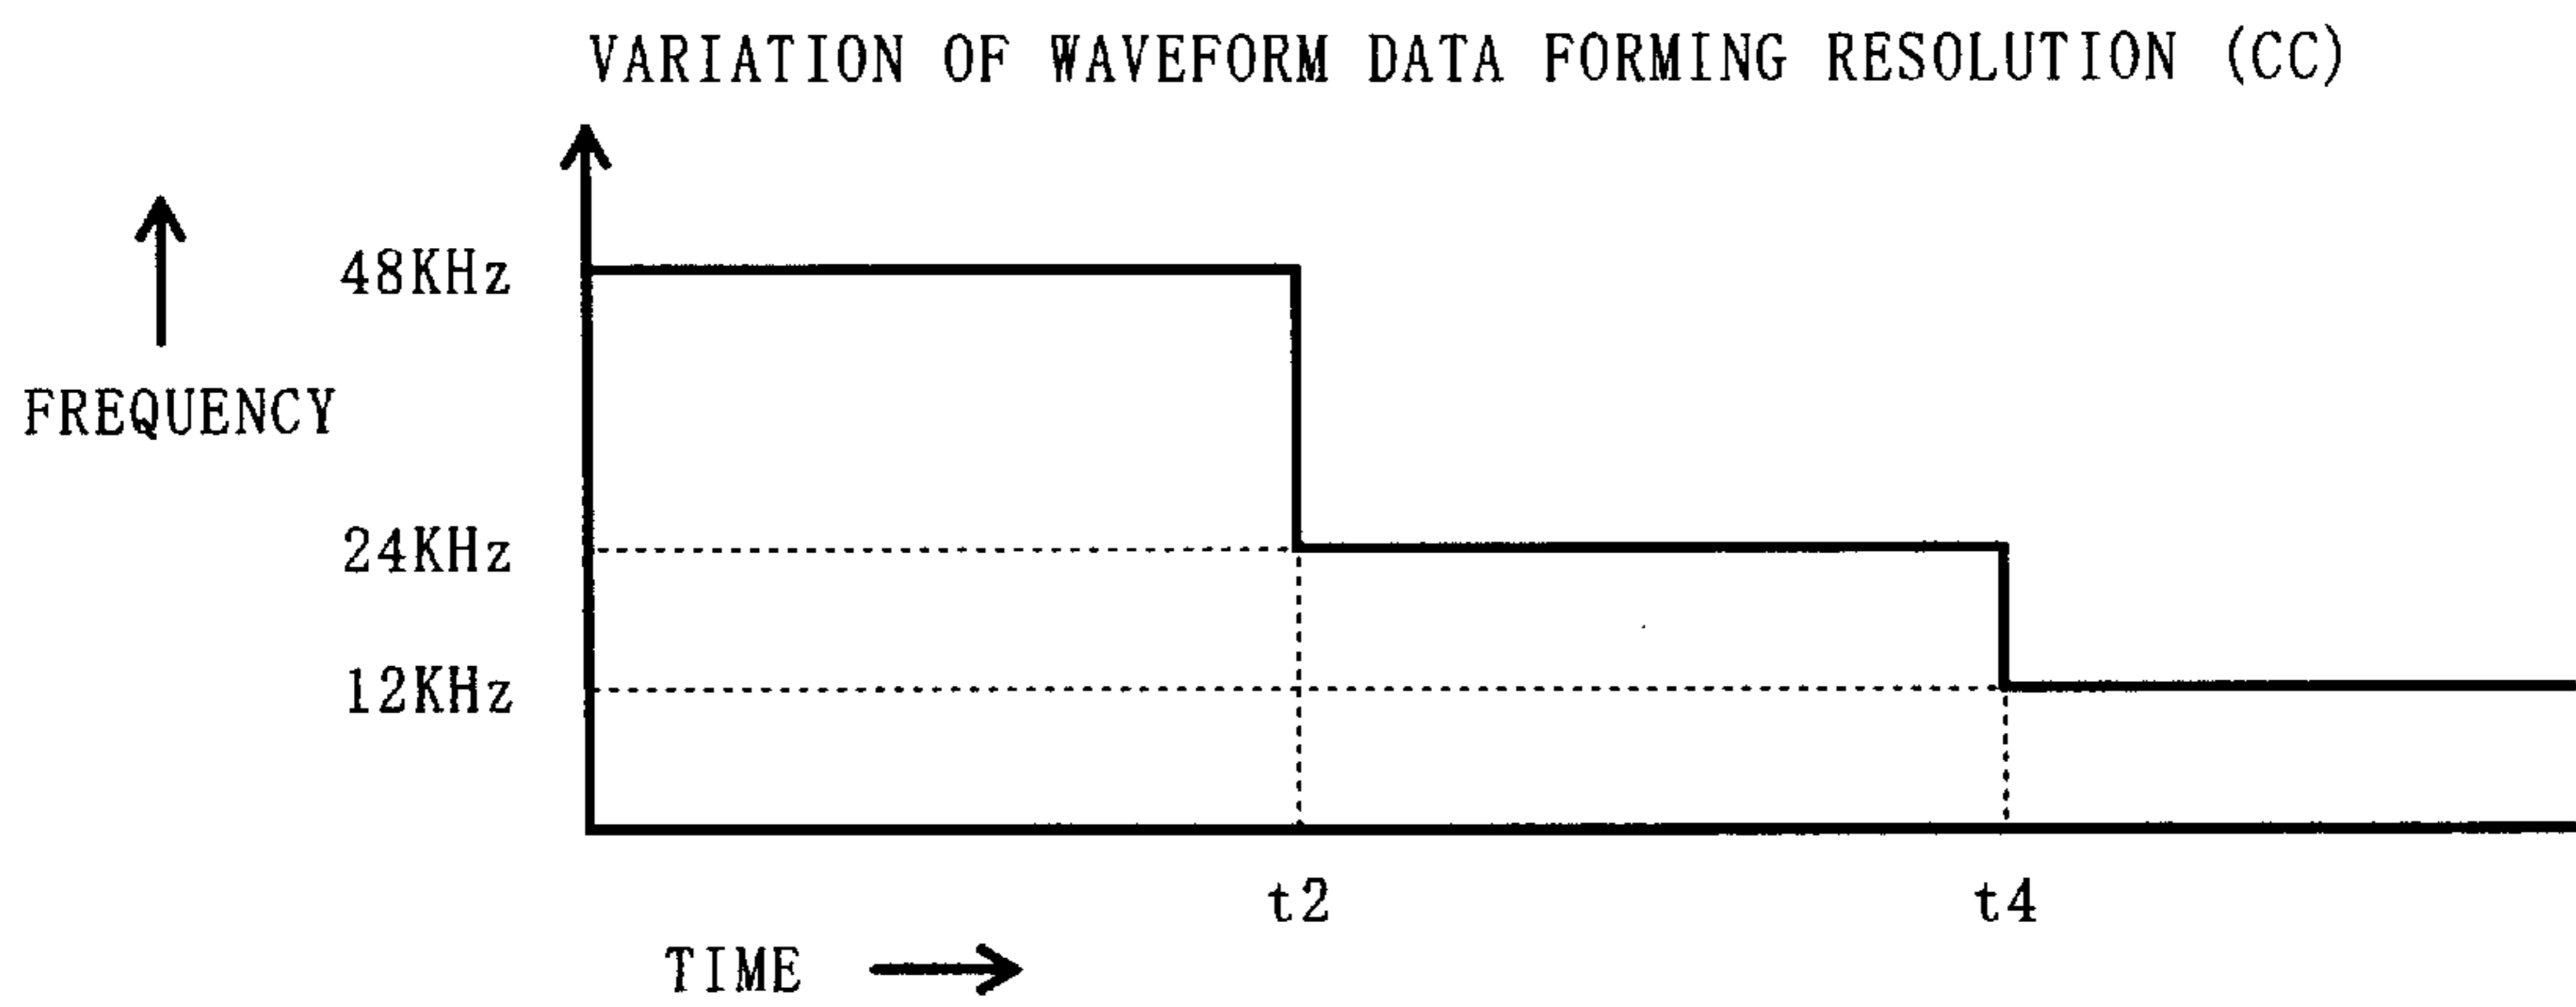 VARIATION OF WAVEFORM DATA FORMING RESOLUTION (CC)
48KHz
FREQUENCY
24KHz
12KHz
t2
t4
TIME